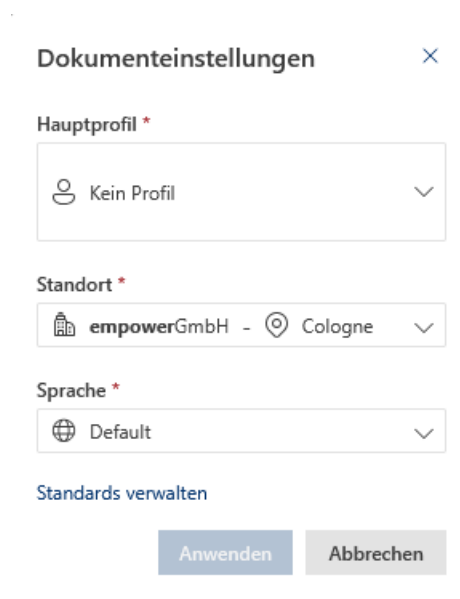 Dokumenteinstellungen
Hauptprofil *
Kein Profil
Standort *
empowerGmbH - Cologne
Sprache *
Default
Standards verwalten
Anwenden Abbrechen